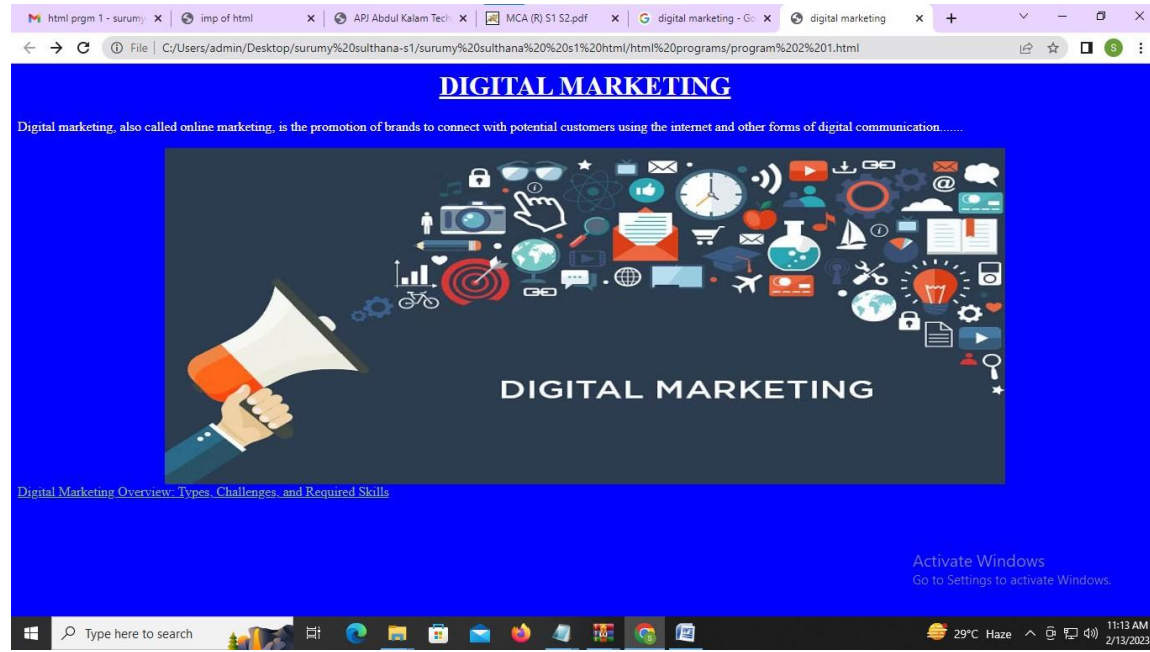 html prgm 1 - surumy
imp of html
APJ Abdul Kalam Tech
MCA (R) S1 S2.pdf
digital marketing - Go
digital marketing
File | C:/Users/admin/Desktop/surumy%20sulthana-s1/surumy%20sulthana%20%20s1%20html/html%20programs/program%202%201.html
S
DIGITAL MARKETING
Digital marketing, also called online marketing, is the promotion of brands to connect with potential customers using the internet and other forms of digital communication.......
DIGITAL MARKETING
Digital Marketing Overview: Types, Challenges, and Required Skills
Activate Windows
Go to Settings to activate Windows.
Type here to search
29°C Haze
11:13 AM
2/13/2023